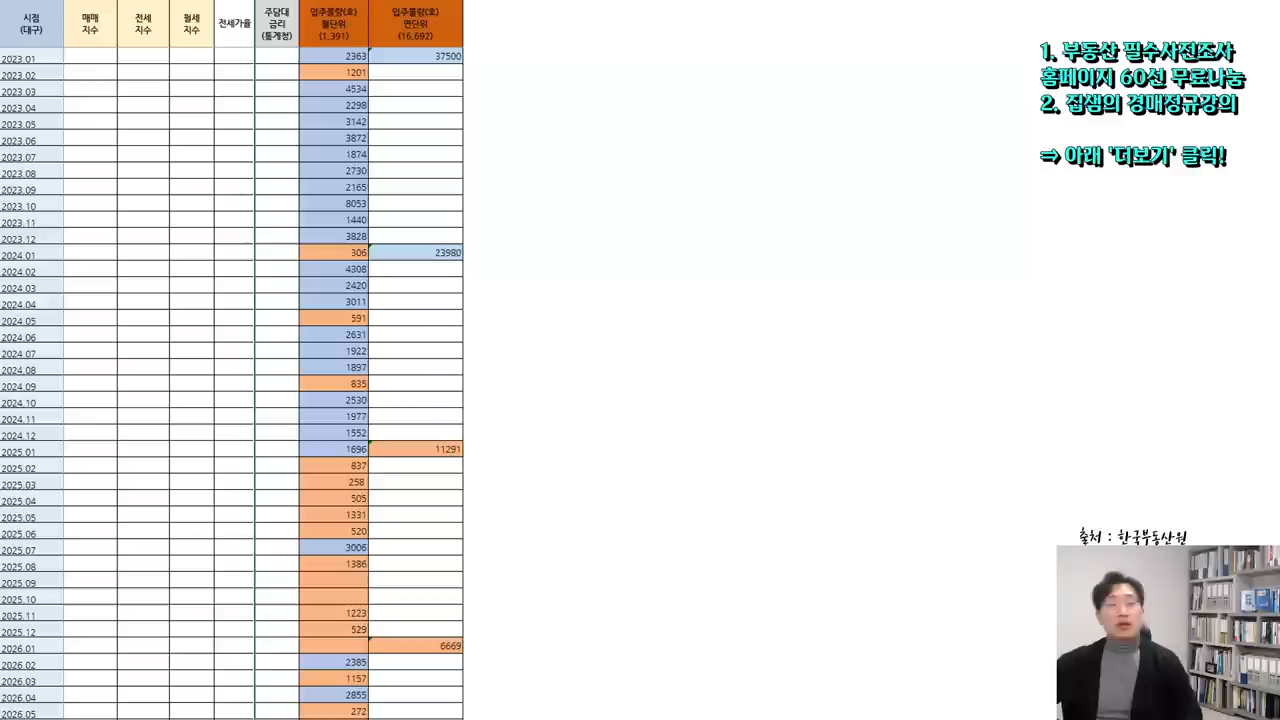 시점
(대구)
매매
지수
전세
지수
월세
지수
전세가율
주담대
금리
(통계청)
입주물량(호)
월단위
(1,391)
입주물량(호)
연단위
(16,692)
2023.01 2363 37500
2023.02 1201
2023.03 4534
2023.04 2298
2023.05 3142
2023.06 3872
2023.07 1874
2023.08 2730
2023.09 2165
2023.10 8053
2023.11 1440
2023.12 3828
2024.01 306 23980
2024.02 4308
2024.03 2420
2024.04 3011
2024.05 591
2024.06 2631
2024.07 1922
2024.08 1897
2024.09 835
2024.10 2530
2024.11 1977
2024.12 1552
2025.01 1696 11291
2025.02 837
2025.03 258
2025.04 505
2025.05 1331
2025.06 520
2025.07 3006
2025.08 1386
2025.09
2025.10
2025.11 1223
2025.12 529
2026.01 6669
2026.02 2385
2026.03 1157
2026.04 2855
2026.05 272
1. 부동산 필수사전조사
홈페이지 60선 무료나눔
2. 집샘의 경매정규강의
⇒ 아래 '더보기' 클릭!
출처 : 한국부동산원